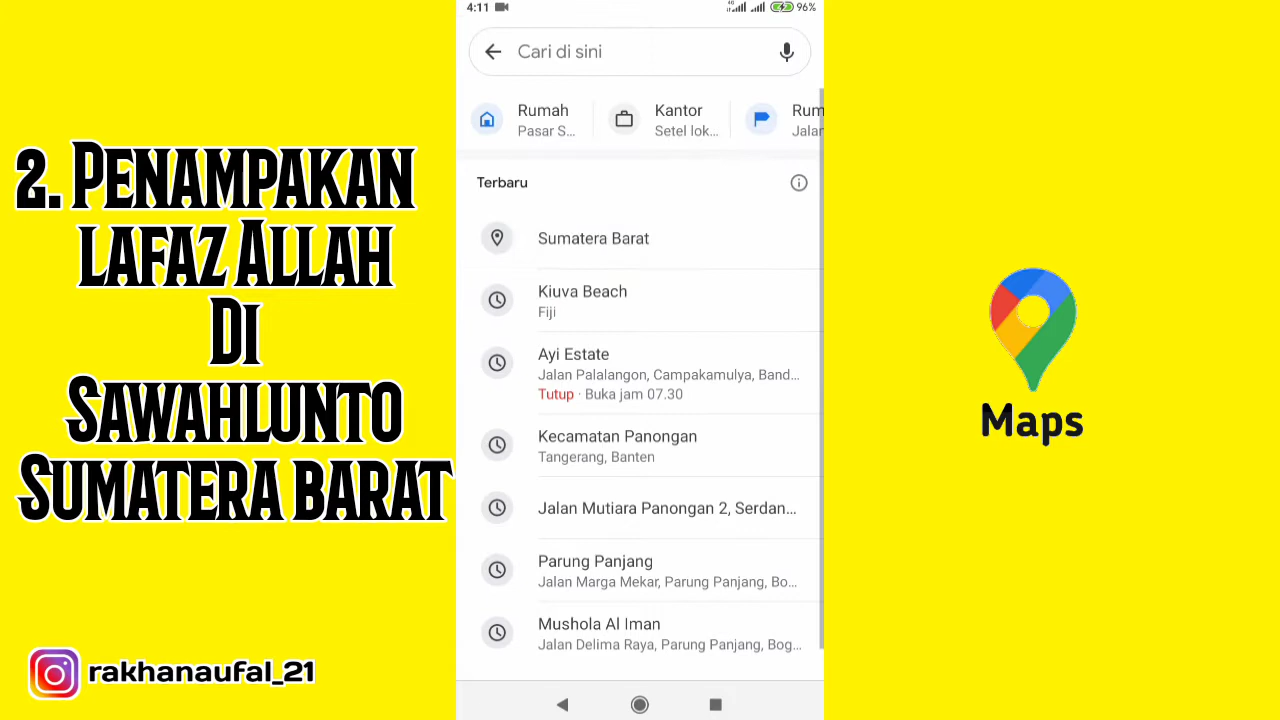 2. Penampakan
lafaz Allah
Di
Sawahlunto
Sumatera barat
rakhanaufal_21
4:11
4G
96%
Cari di sini
Rumah
Pasar S...
Kantor
Setel lok...
Rum
Jalar
Terbaru
Sumatera Barat
Kiuva Beach
Fiji
Ayi Estate
Jalan Palalangon, Campakamulya, Band...
Tutup · Buka jam 07.30
Kecamatan Panongan
Tangerang, Banten
Jalan Mutiara Panongan 2, Serdan...
Parung Panjang
Jalan Marga Mekar, Parung Panjang, Bo...
Mushola Al Iman
Jalan Delima Raya, Parung Panjang, Bog...
Maps